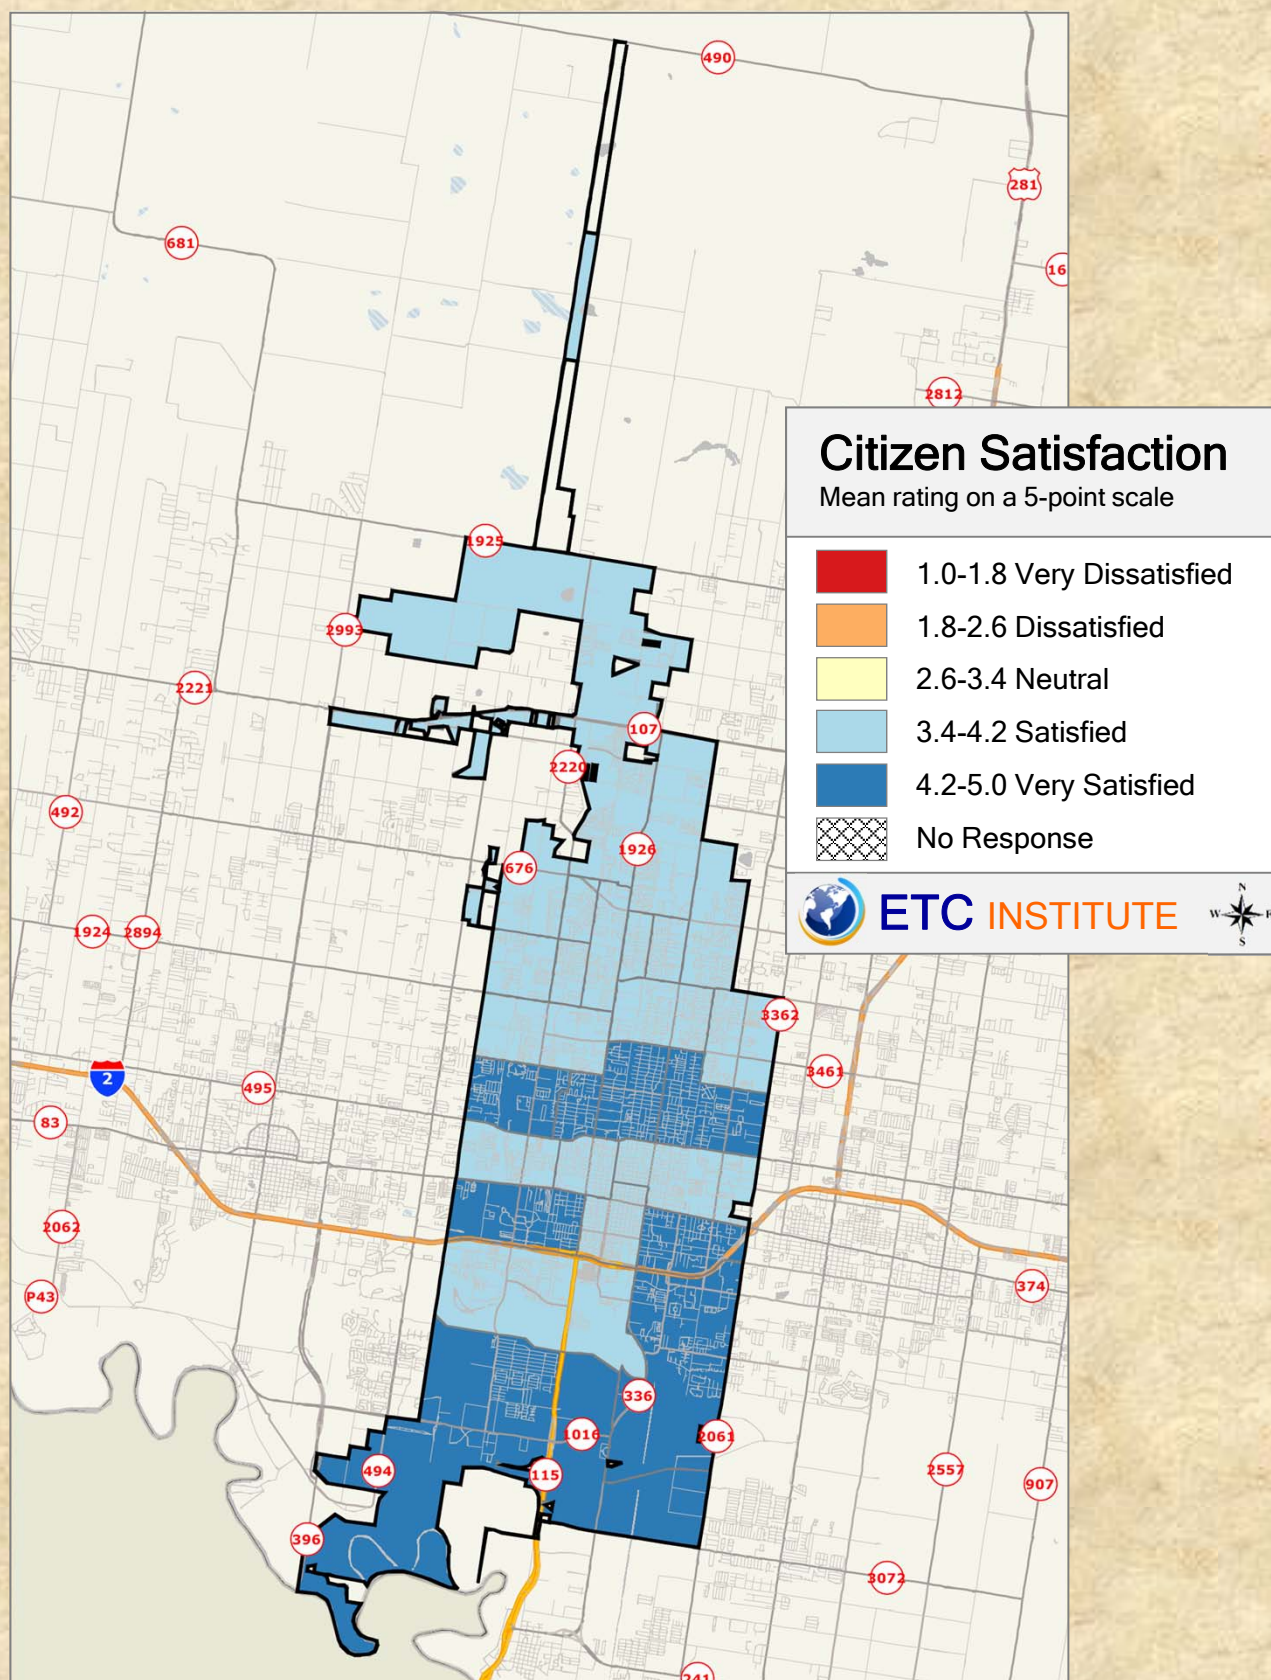 490
281
681
16
2812
Citizen Satisfaction
Mean rating on a 5-point scale
1.0-1.8 Very Dissatisfied
1.8-2.6 Dissatisfied
2.6-3.4 Neutral
3.4-4.2 Satisfied
4.2-5.0 Very Satisfied
No Response
ETC INSTITUTE
N
W E
S
1925
2993
2221
107
2220
492
1926
676
1924
2894
3362
2
495
3461
83
2062
P43
374
336
1016
2061
494
115
2557
907
396
3072
241